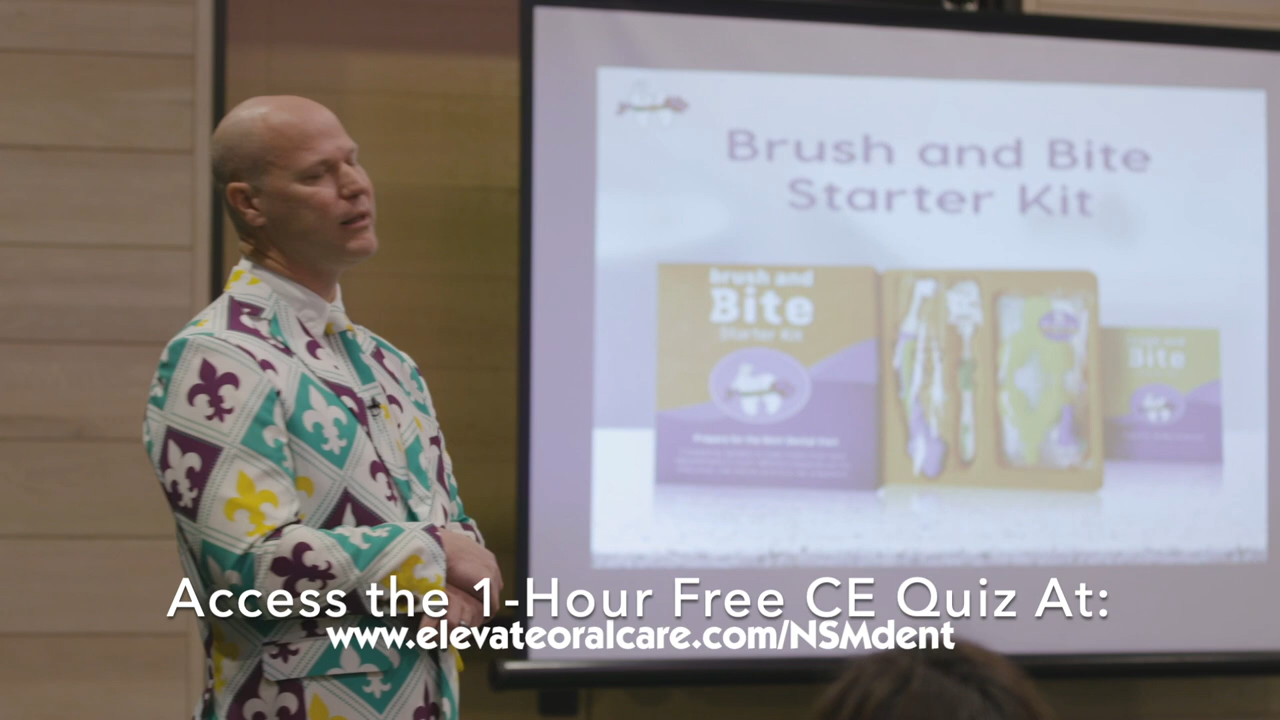 Brush and Bite
Starter Kit
brush and
Bite
Starter Kit
Bite
Access the 1-Hour Free CE Quiz At:
www.elevateoralcare.com/NSMdent